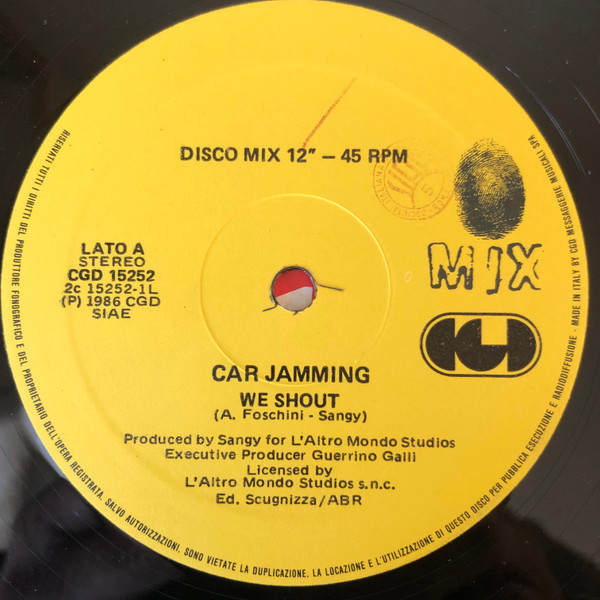 DISCO MIX 12” — 45 RPM
LATO A
STEREO
CGD 15252
2c 15252-1L
(P) 1986 CGD
SIAE
MIX
CGD
CAR JAMMING
WE SHOUT
(A. Foschini - Sangy)
Produced by Sangy for L'Altro Mondo Studios
Executive Producer Guerrino Galli
Licensed by
L'Altro Mondo Studios s.n.c.
Ed. Scugnizza/ABR
RISERVATI TUTTI I DIRITTI DEL PRODUTTORE FONOGRAFICO E DEL PROPRIETARIO DELL'OPERA REGISTRATA. SALVO AUTORIZZAZIONI, SONO VIETATE LA DUPLICAZIONE, LA LOCAZIONE E L'UTILIZZAZIONE DI QUESTO DISCO PER PUBBLICA ESECUZIONE E RADIODIFFUSIONE - MADE IN ITALY BY CGD MESSAGGERIE MUSICALI SPA